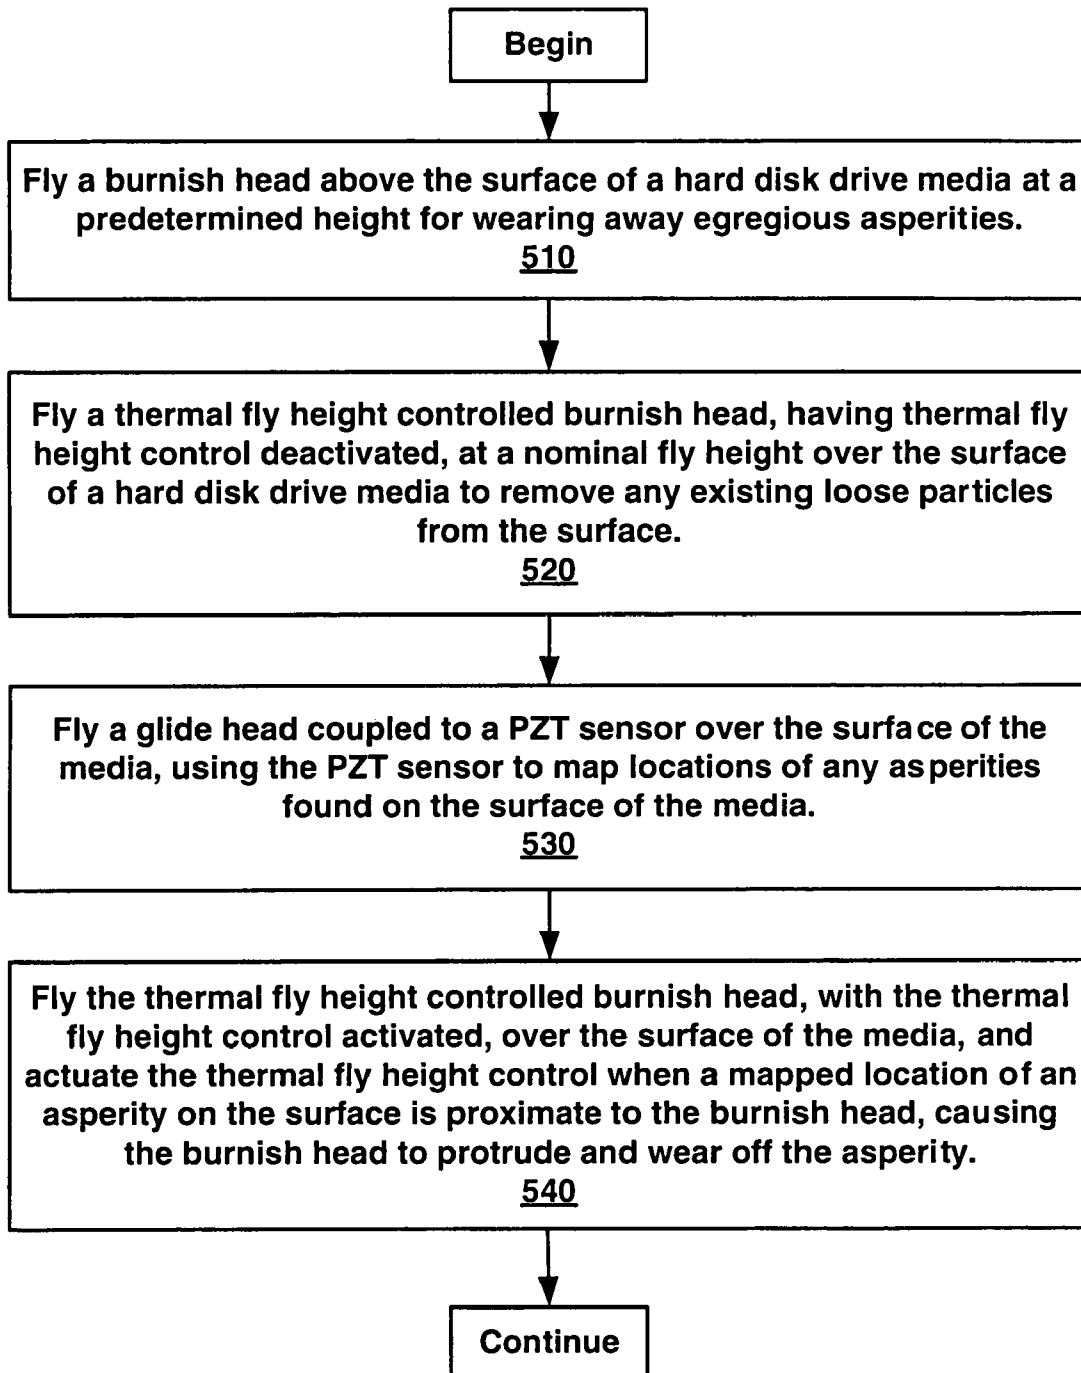 Begin
Fly a burnish head above the surface of a hard disk drive media at a
predetermined height for wearing away egregious asperities.
510
Fly a thermal fly height controlled burnish head, having thermal fly
height control deactivated, at a nominal fly height over the surface
of a hard disk drive media to remove any existing loose particles
from the surface.
520
Fly a glide head coupled to a PZT sensor over the surface of the
media, using the PZT sensor to map locations of any asperities
found on the surface of the media.
530
Fly the thermal fly height controlled burnish head, with the thermal
fly height control activated, over the surface of the media, and
actuate the thermal fly height control when a mapped location of an
asperity on the surface is proximate to the burnish head, causing
the burnish head to protrude and wear off the asperity.
540
Continue